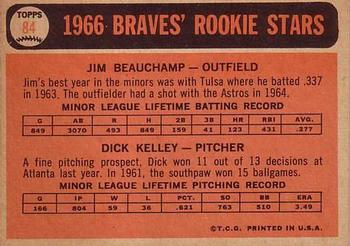 TOPPS
84
1966 BRAVES' ROOKIE STARS
JIM BEAUCHAMP — OUTFIELD
Jim's best year in the minors was with Tulsa where he batted .337
in 1963. The outfielder had a shot with the Astros in 1964.
MINOR LEAGUE LIFETIME BATTING RECORD
G AB R H 2B 3B HR RBI AVG.
849 3070 493 849 159 41 123 431 .277
DICK KELLEY — PITCHER
A fine pitching prospect, Dick won 11 out of 13 decisions at
Atlanta last year. In 1961, the southpaw won 15 ballgames.
MINOR LEAGUE LIFETIME PITCHING RECORD
G IP W L PCT. SO BB ERA
166 804 59 36 .621 763 510 3.49
©T.C.G. PRINTED IN U.S.A.